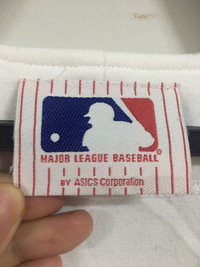 MAJOR LEAGUE BASEBALL
BY ASICS Corporation